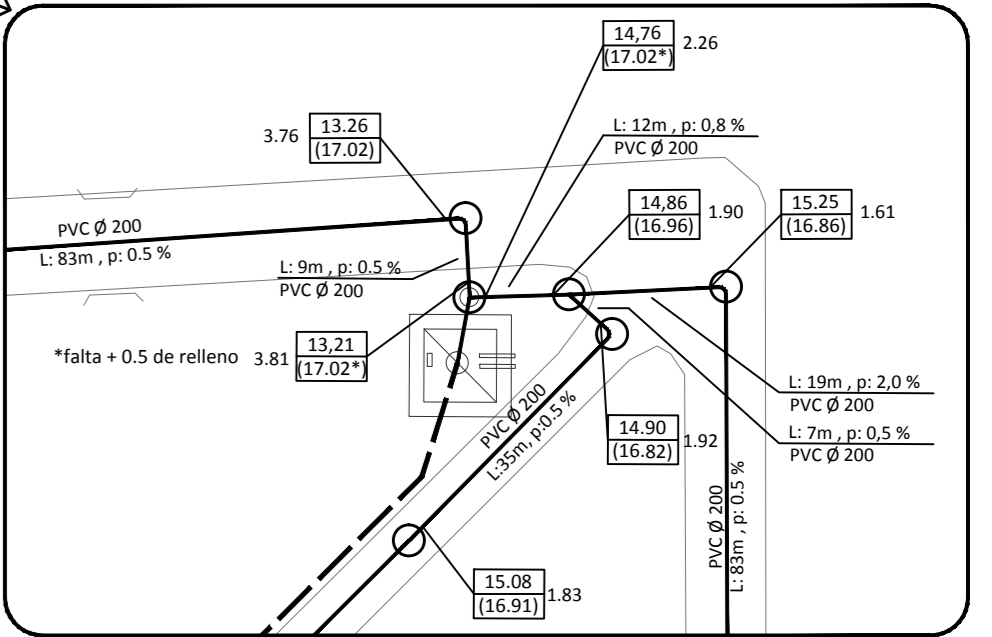 14,76
(17.02*)
2.26
3.76
13.26
(17.02)
L: 12m , p: 0,8 %
PVC Ø 200
14,86
(16.96)
1.90
15.25
(16.86)
1.61
PVC Ø 200
L: 83m , p: 0.5 %
L: 9m , p: 0.5 %
PVC Ø 200
*falta + 0.5 de relleno
3.81
13,21
(17.02*)
L: 19m , p: 2,0 %
PVC Ø 200
L: 7m , p: 0,5 %
PVC Ø 200
PVC Ø 200
L:35m, p:0.5 %
14.90
(16.82)
1.92
PVC Ø 200
L: 83m , p: 0.5 %
15.08
(16.91)
1.83